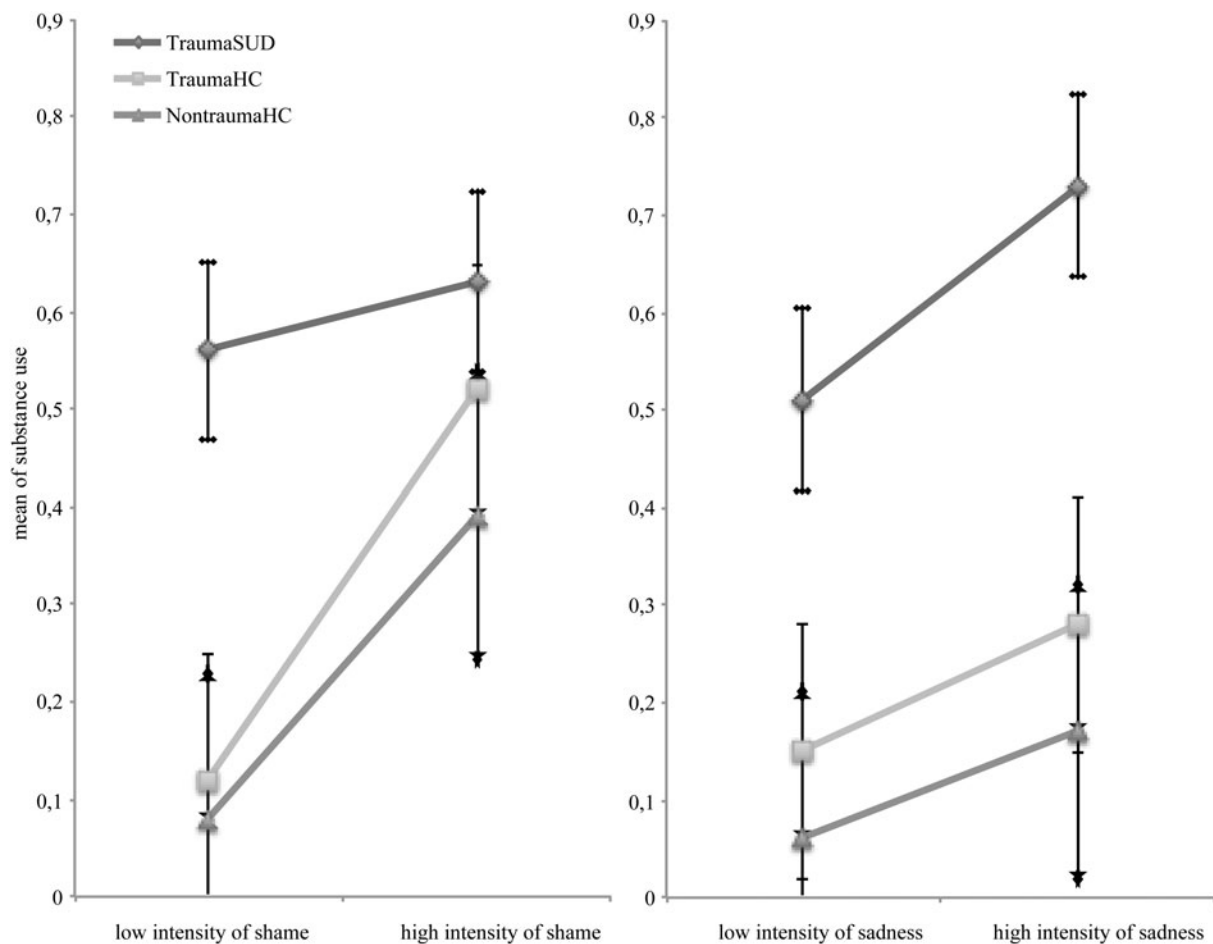 0,9
0,8
0,7
0,6
0,5
0,4
0,3
0,2
0,1
0
mean of substance use
TraumaSUD
TraumaHC
NontraumaHC
low intensity of shame
high intensity of shame
0,9
0,8
0,7
0,6
0,5
0,4
0,3
0,2
0,1
0
low intensity of sadness
high intensity of sadness